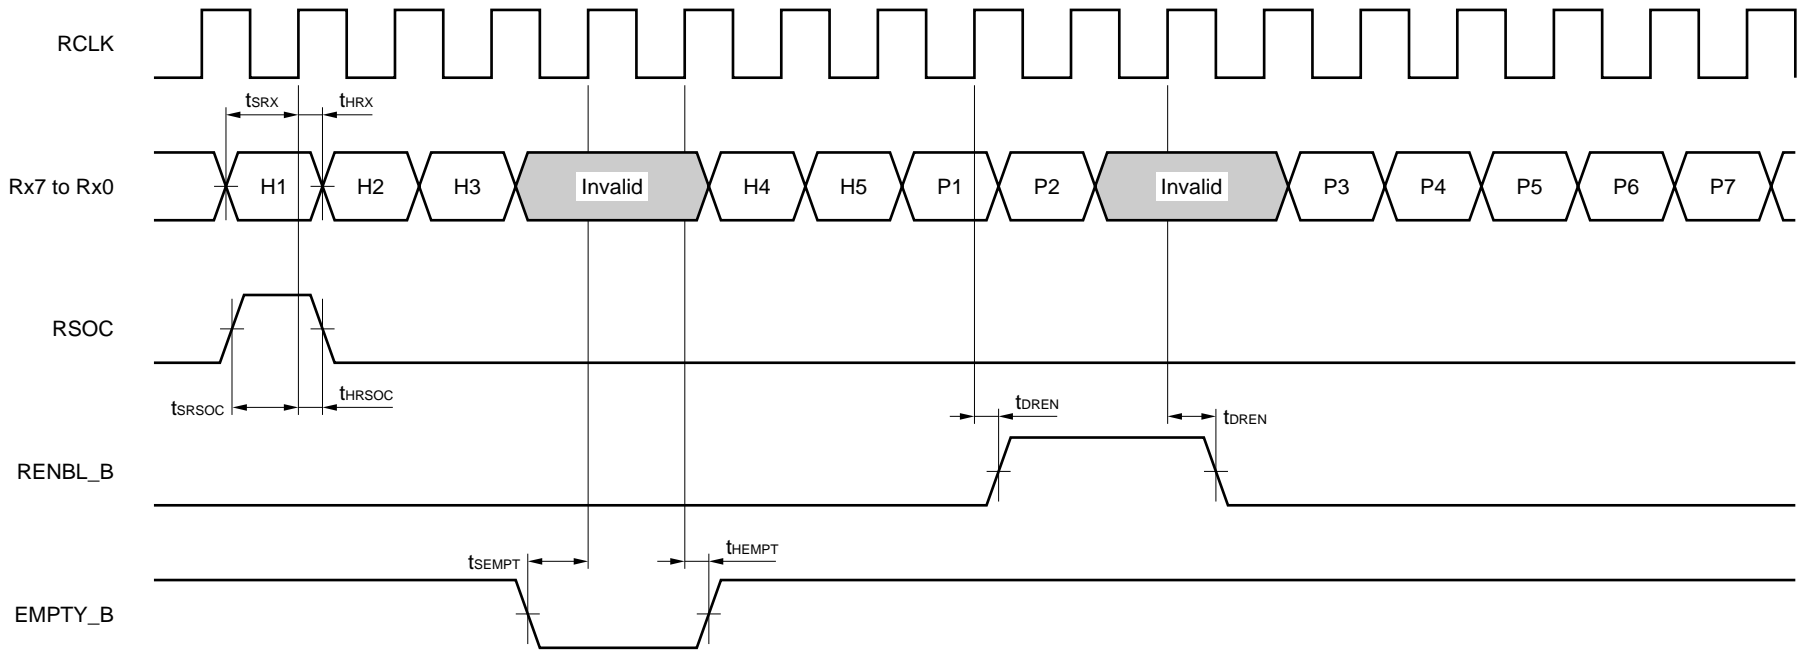 RCLK
tSRX tHRX
Rx7 to Rx0 H1 H2 H3 Invalid H4 H5 P1 P2 Invalid P3 P4 P5 P6 P7
RSOC
tSRSOC tHRSOC
tDREN tDREN
RENBL_B
tSEMPT tHEMPT
EMPTY_B